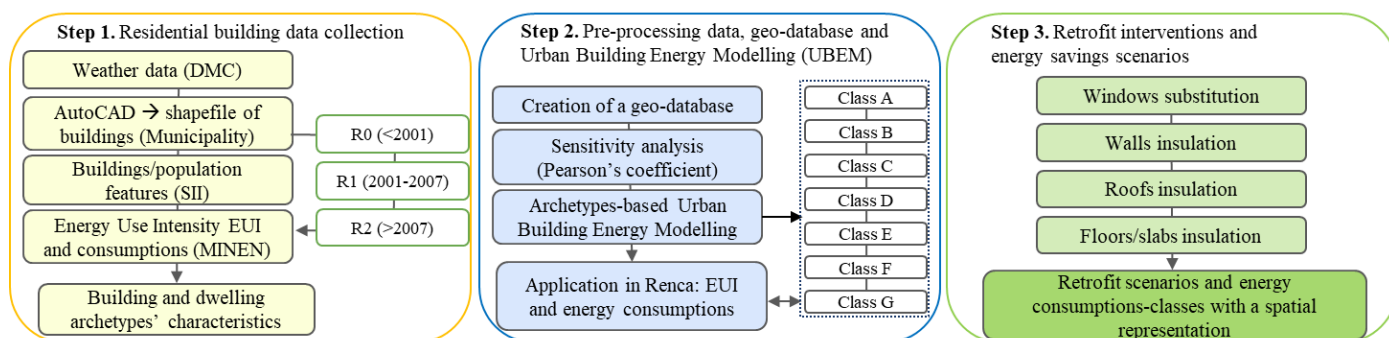 Step 1. Residential building data collection
Weather data (DMC)
AutoCAD → shapefile of
buildings (Municipality)
Buildings/population
features (SII)
Energy Use Intensity EUI
and consumptions (MINEN)
Building and dwelling
archetypes’ characteristics
R0 (<2001)
R1 (2001-2007)
R2 (>2007)
Step 2. Pre-processing data, geo-database and
Urban Building Energy Modelling (UBEM)
Creation of a geo-database
Sensitivity analysis
(Pearson’s coefficient)
Archetypes-based Urban
Building Energy Modelling
Application in Renca: EUI
and energy consumptions
Class A
Class B
Class C
Class D
Class E
Class F
Class G
Step 3. Retrofit interventions and
energy savings scenarios
Windows substitution
Walls insulation
Roofs insulation
Floors/slabs insulation
Retrofit scenarios and energy
consumptions-classes with a spatial
representation